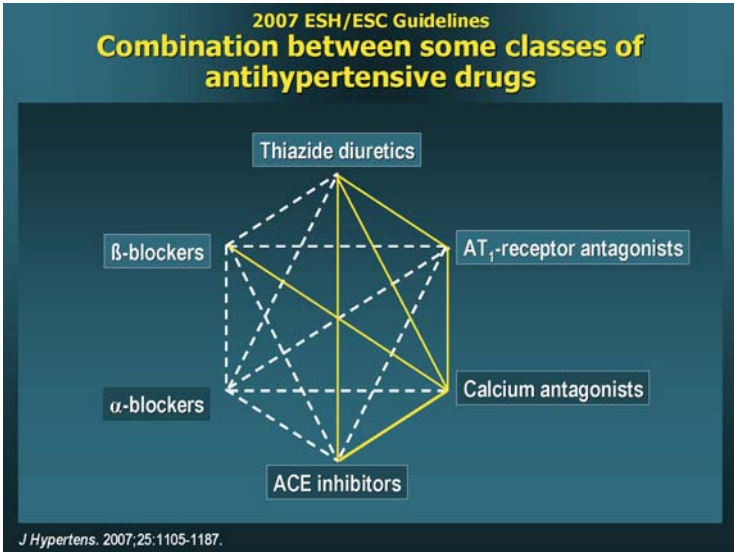 2007 ESH/ESC Guidelines
Combination between some classes of
antihypertensive drugs
Thiazide diuretics
ß-blockers
AT₁-receptor antagonists
α-blockers
Calcium antagonists
ACE inhibitors
J Hypertens. 2007;25:1105-1187.